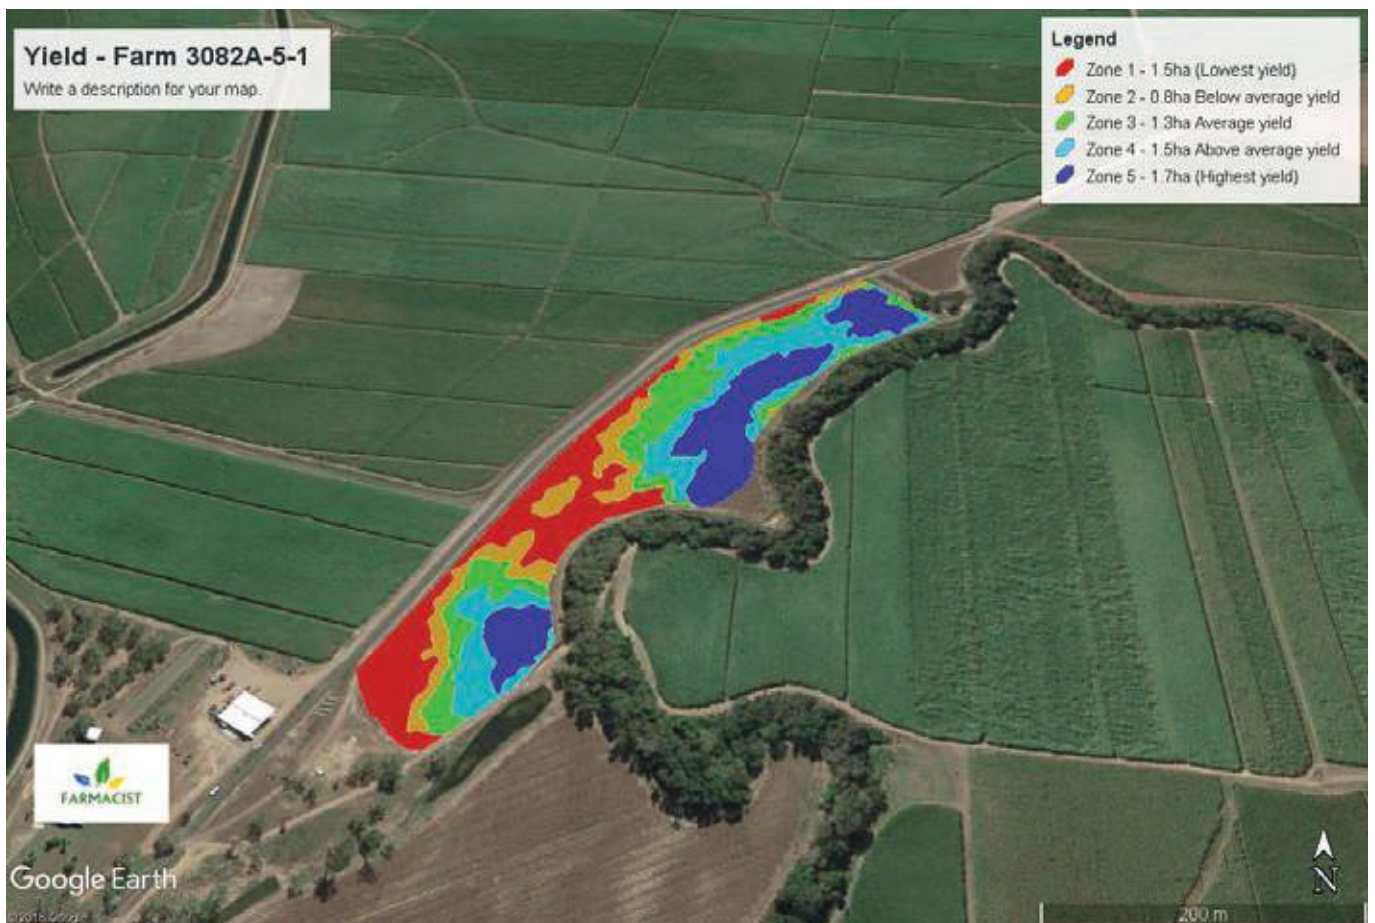 Yield - Farm 3082A-5-1
Write a description for your map.
Legend
Zone 1 - 1.5ha (Lowest yield)
Zone 2 - 0.8ha Below average yield
Zone 3 - 1.3ha Average yield
Zone 4 - 1.5ha Above average yield
Zone 5 - 1.7ha (Highest yield)
FARMACIST
Google Earth
N
200 m